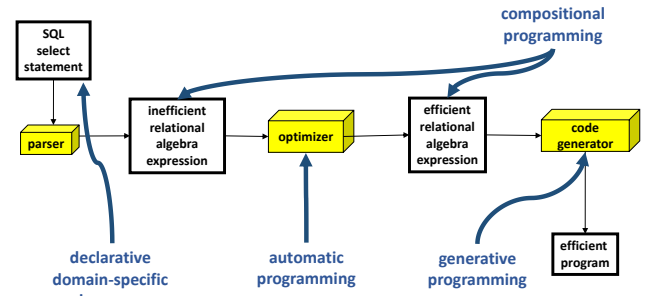 compositional
programming
SQL
select
statement
inefficient
relational
algebra
expression
efficient
relational
algebra
expression
parser
optimizer
code
generator
efficient
program
declarative
domain-specific
automatic
programming
generative
programming